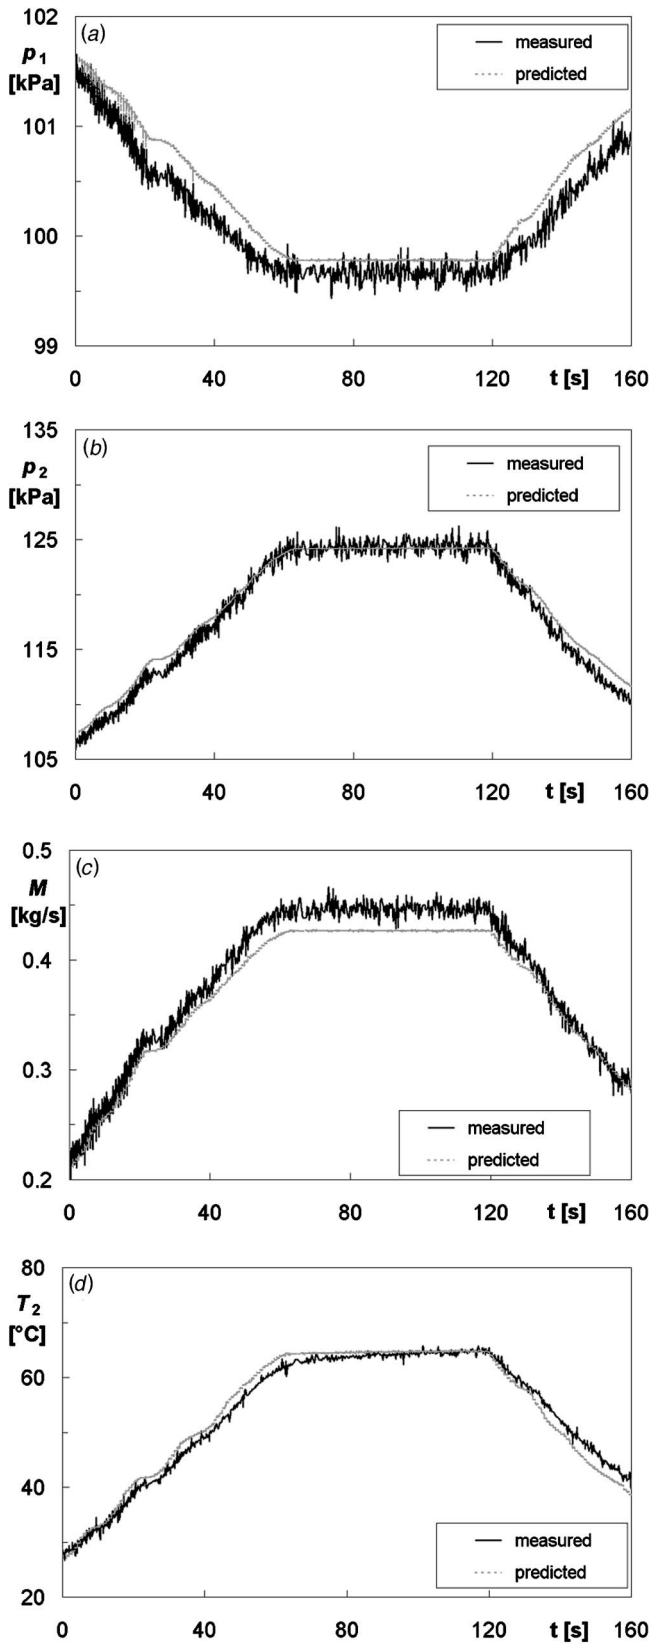 102
(a)
p1
[kPa]
measured
predicted
101
100
99
0 40 80 120 t [s] 160
135
(b)
p2
[kPa]
measured
predicted
125
115
105
0 40 80 120 t [s] 160
0.5
(c)
M
[kg/s]
0.4
0.3
measured
predicted
0.2
0 40 80 120 t [s] 160
80
(d)
T2
[°C]
60
40
measured
predicted
20
0 40 80 120 t [s] 160